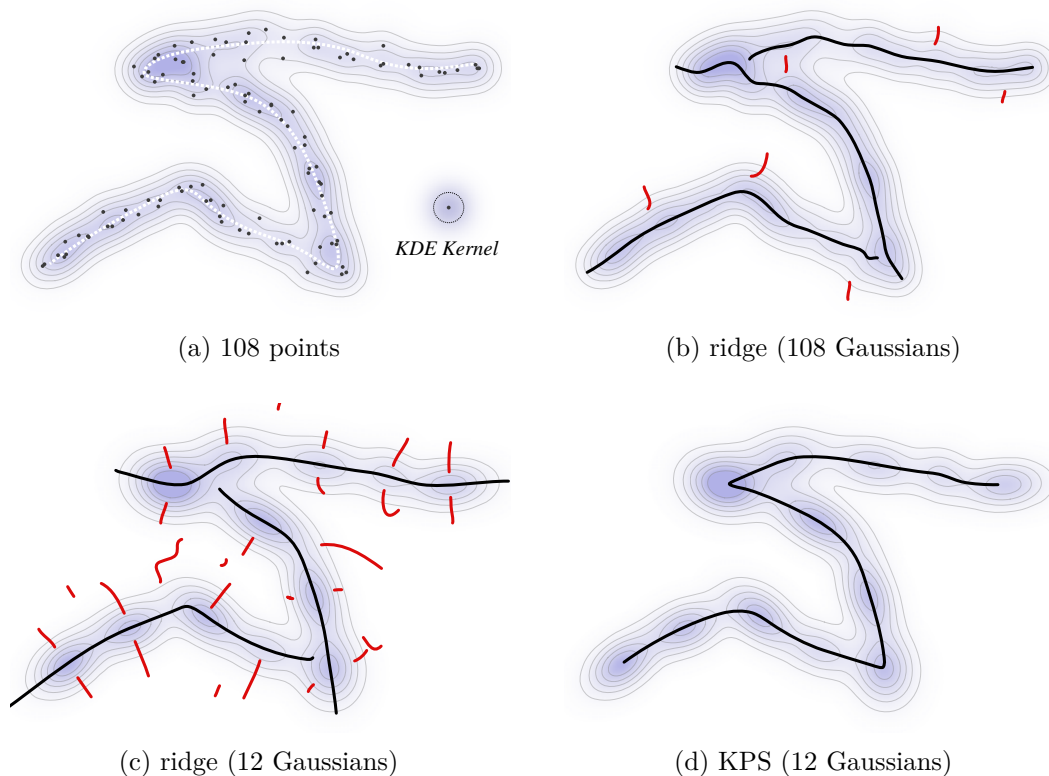 KDE Kernel
(a) 108 points
(b) ridge (108 Gaussians)
(c) ridge (12 Gaussians)
(d) KPS (12 Gaussians)